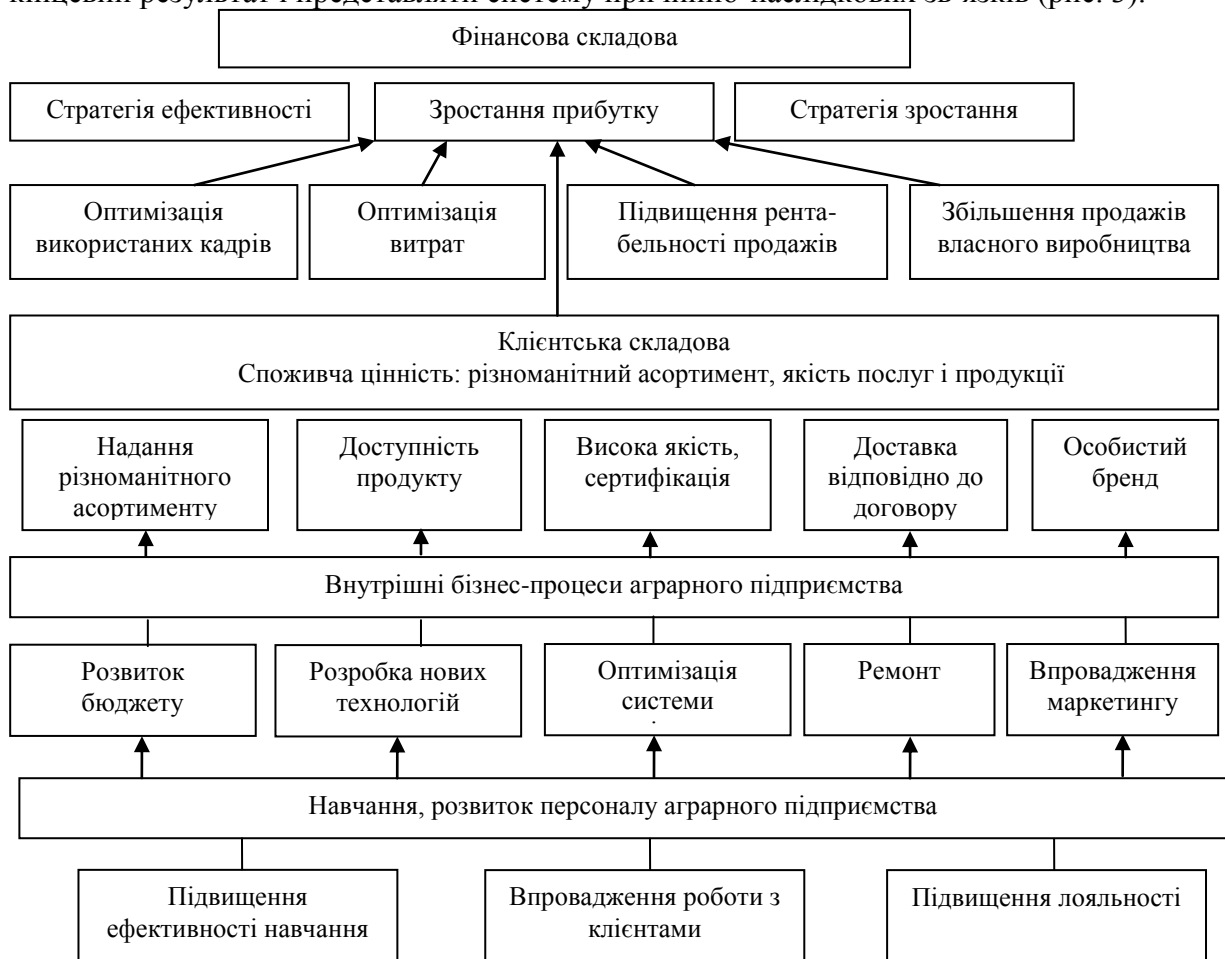 кінцевий результат і представляти систему причинно-наслідкових зв'язків (рис. 3).
Фінансова складова
Стратегія ефективності
Зростання прибутку
Стратегія зростання
Оптимізація
використаних кадрів
Оптимізація
витрат
Підвищення рента-
бельності продажів
Збільшення продажів
власного виробництва
Клієнтська складова
Споживча цінність: різноманітний асортимент, якість послуг і продукції
Надання
різноманітного
асортименту
Доступність
продукту
Висока якість,
сертифікація
Доставка
відповідно до
договору
Особистий
бренд
Внутрішні бізнес-процеси аграрного підприємства
Розвиток
бюджету
Розробка нових
технологій
Оптимізація
системи
Ремонт
Впровадження
маркетингу
Навчання, розвиток персоналу аграрного підприємства
Підвищення
ефективності навчання
Впровадження роботи з
клієнтами
Підвищення лояльності